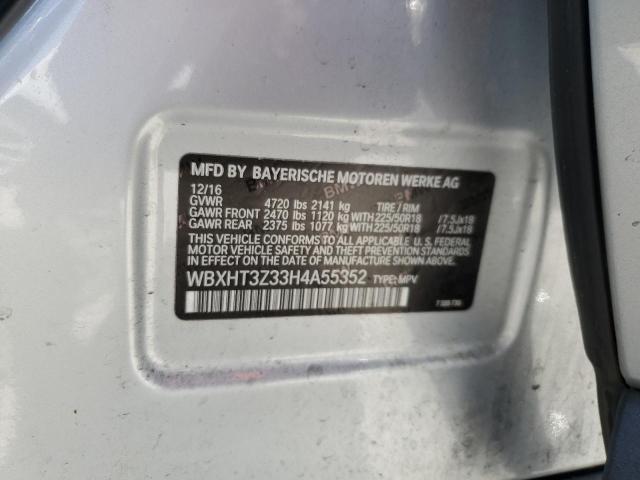 MFD BY BAYERISCHE MOTOREN WERKE AG
12/16
GVWR 4720 lbs 2141 kg TIRE / RIM
GAWR FRONT 2470 lbs 1120 kg WITH 225/50R18 /7.5Jx18
GAWR REAR 2375 lbs 1077 kg WITH 225/50R18 /7.5Jx18
THIS VEHICLE CONFORMS TO ALL APPLICABLE U.S. FEDERAL
MOTOR VEHICLE SAFETY AND THEFT PREVENTION STANDARDS
IN EFFECT ON THE DATE OF MANUFACTURE SHOWN ABOVE.
WBXHT3Z33H4A55352 TYPE: MPV